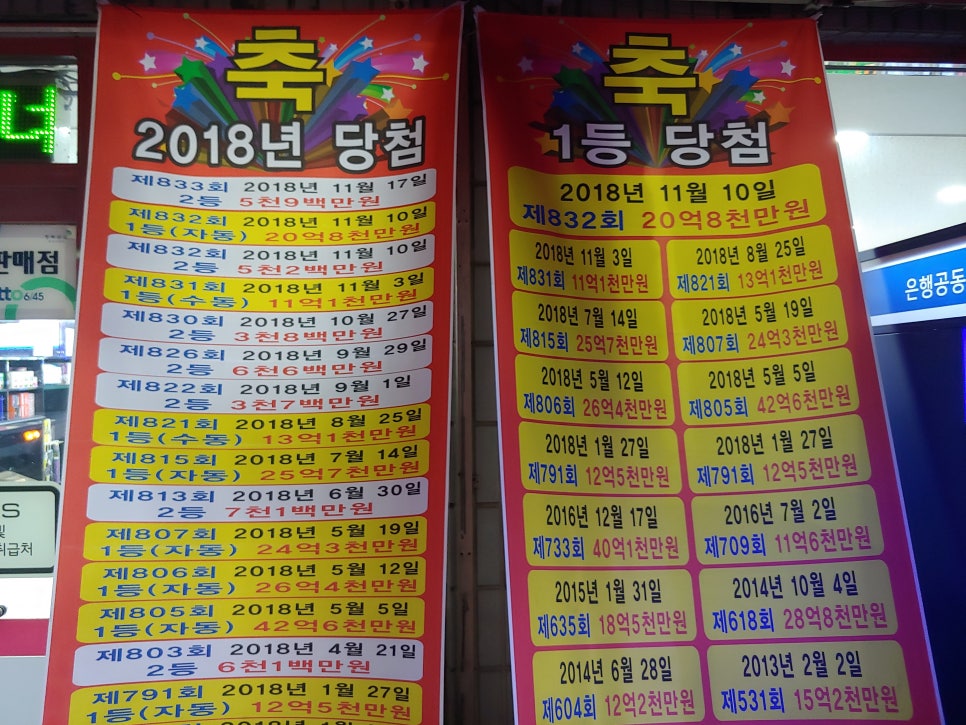 너
판매점
tto 6/45
S
및
취급처
축
2018년 당첨
제833회 2018년 11월 17일
2등 5천9백만원
제832회 2018년 11월 10일
1등(자동) 20억8천만원
제832회 2018년 11월 10일
2등 5천2백만원
제831회 2018년 11월 3일
1등(수동) 11억1천만원
제830회 2018년 10월 27일
2등 3천8백만원
제826회 2018년 9월 29일
2등 6천6백만원
제822회 2018년 9월 1일
2등 3천7백만원
제821회 2018년 8월 25일
1등(수동) 13억1천만원
제815회 2018년 7월 14일
1등(자동) 25억7천만원
제813회 2018년 6월 30일
2등 7천1백만원
제807회 2018년 5월 19일
1등(자동) 24억3천만원
제806회 2018년 5월 12일
1등(자동) 26억4천만원
제805회 2018년 5월 5일
1등(자동) 42억6천만원
제803회 2018년 4월 21일
2등 6천1백만원
제791회 2018년 1월 27일
1등(자동) 12억5천만원
축
1등 당첨
2018년 11월 10일
제832회 20억8천만원
2018년 11월 3일
제831회 11억1천만원
2018년 8월 25일
제821회 13억1천만원
2018년 7월 14일
제815회 25억7천만원
2018년 5월 19일
제807회 24억3천만원
2018년 5월 12일
제806회 26억4천만원
2018년 5월 5일
제805회 42억6천만원
2018년 1월 27일
제791회 12억5천만원
2018년 1월 27일
제791회 12억5천만원
2016년 12월 17일
제733회 40억1천만원
2016년 7월 2일
제709회 11억6천만원
2015년 1월 31일
제635회 18억5천만원
2014년 10월 4일
제618회 28억8천만원
2014년 6월 28일
제604회 12억2천만원
2013년 2월 2일
제531회 15억2천만원
은행공동